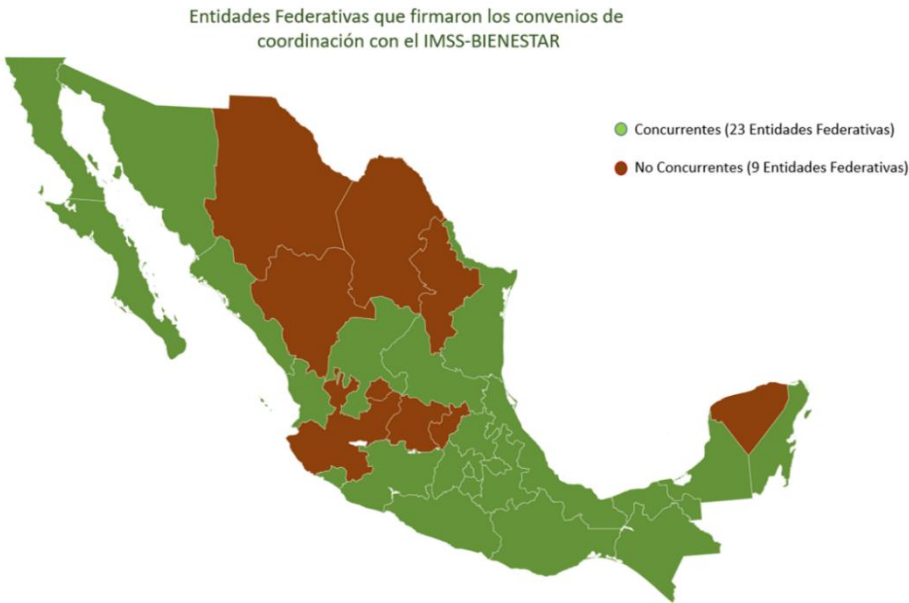 Entidades Federativas que firmaron los convenios de
coordinación con el IMSS-BIENESTAR
Concurrentes (23 Entidades Federativas)
No Concurrentes (9 Entidades Federativas)